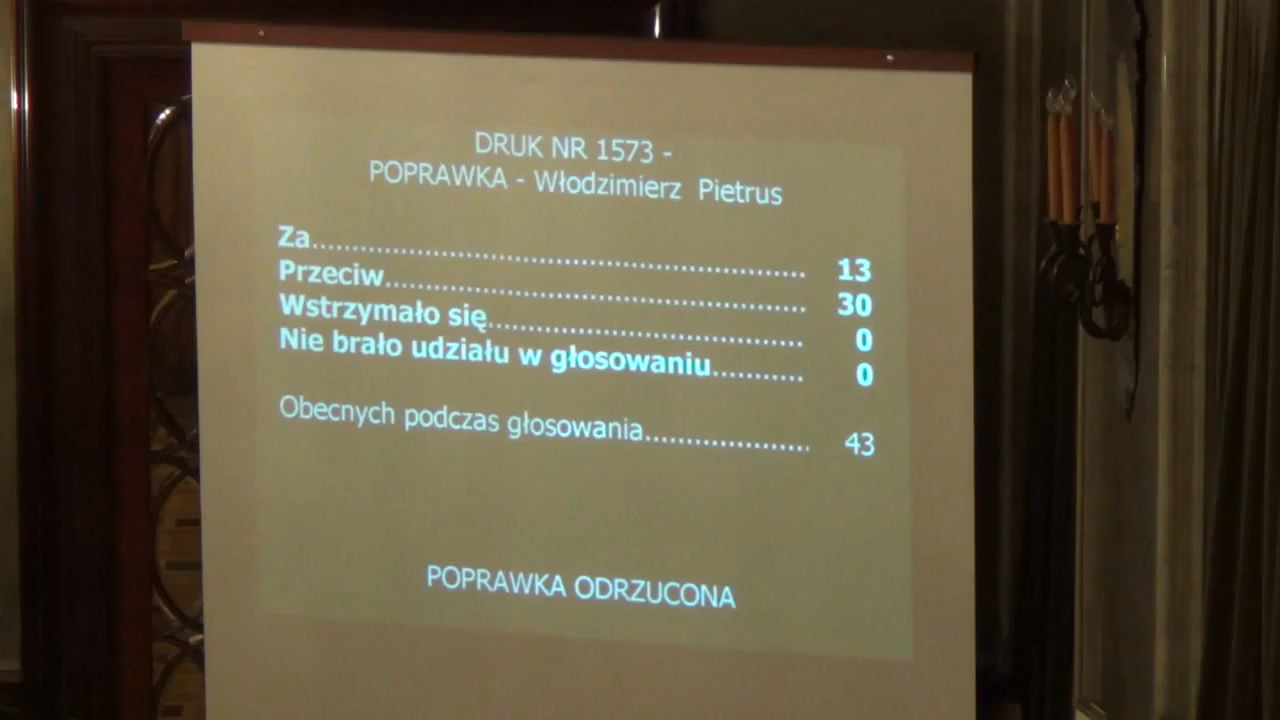 DRUK NR 1573 -
POPRAWKA - Włodzimierz Pietrus
Za.................................................................. 13
Przeciw......................................................... 30
Wstrzymało się.......................................... 0
Nie brało udziału w głosowaniu........... 0
Obecnych podczas głosowania.................... 43
POPRAWKA ODRZUCONA